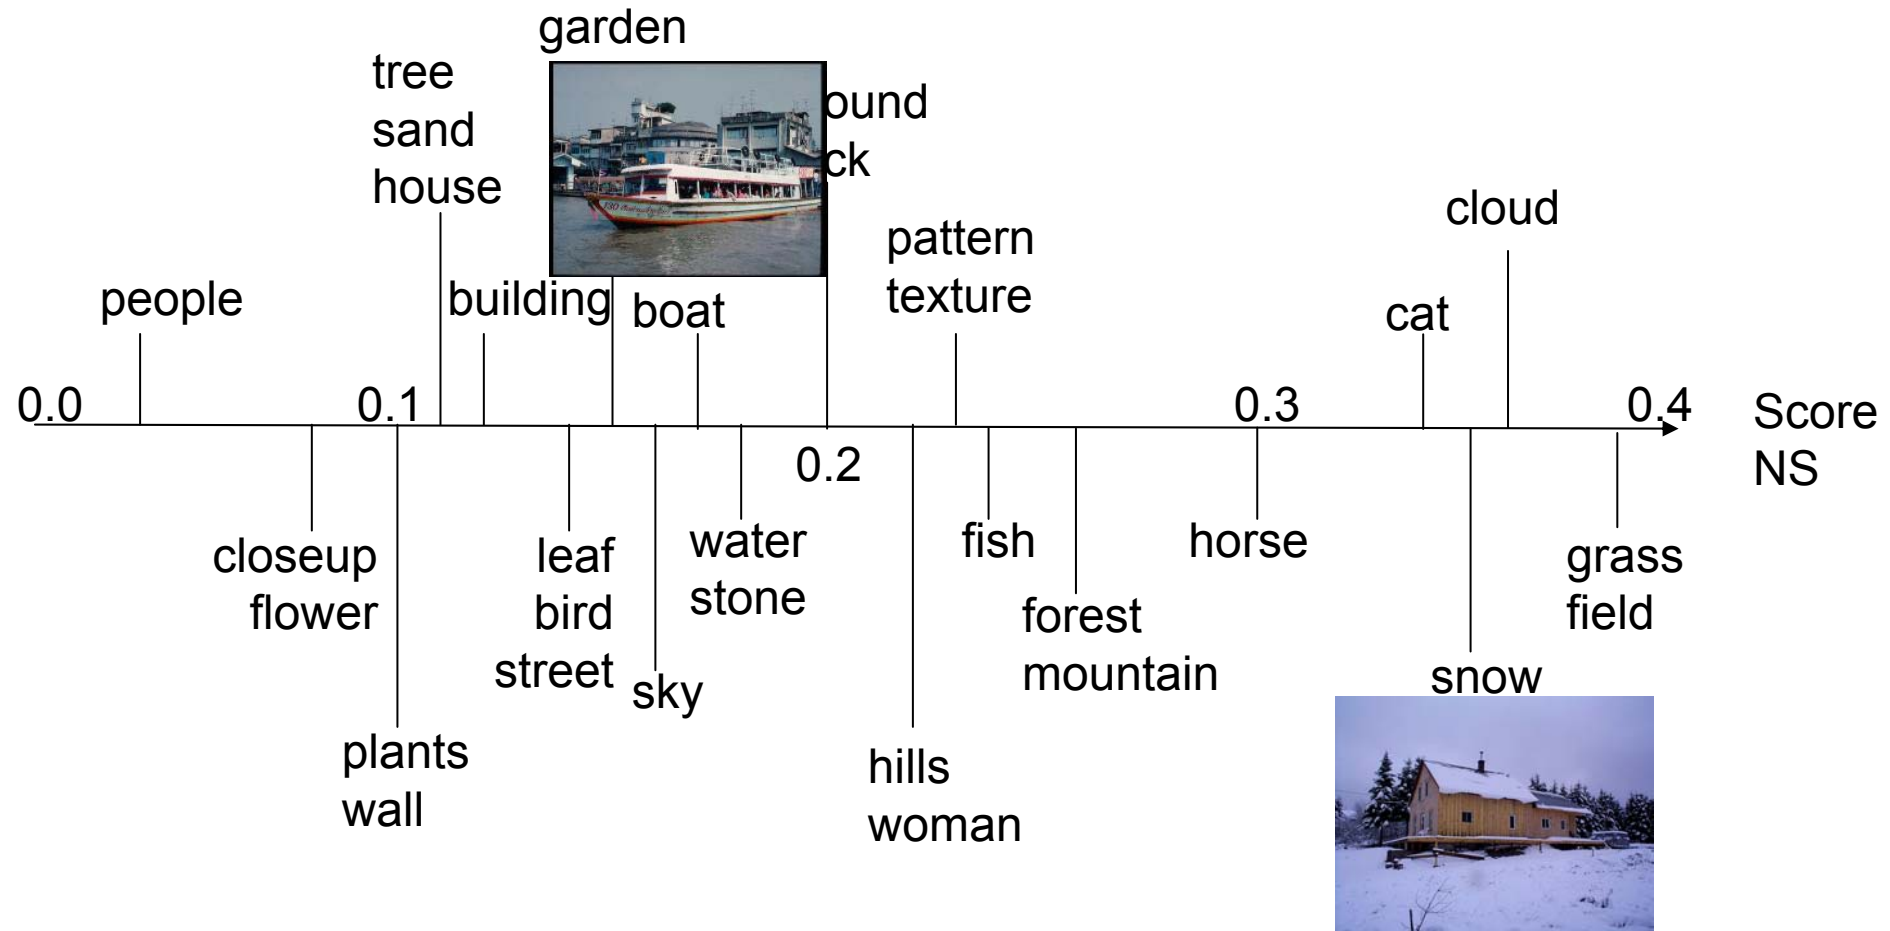 garden
tree
sand
house
ound
ck
cloud
pattern
texture
people
building
boat
cat
0.0
0.1
0.3
0.4
Score
NS
0.2
closeup
flower
leaf
bird
street
sky
water
stone
fish
horse
grass
field
forest
mountain
snow
plants
wall
hills
woman